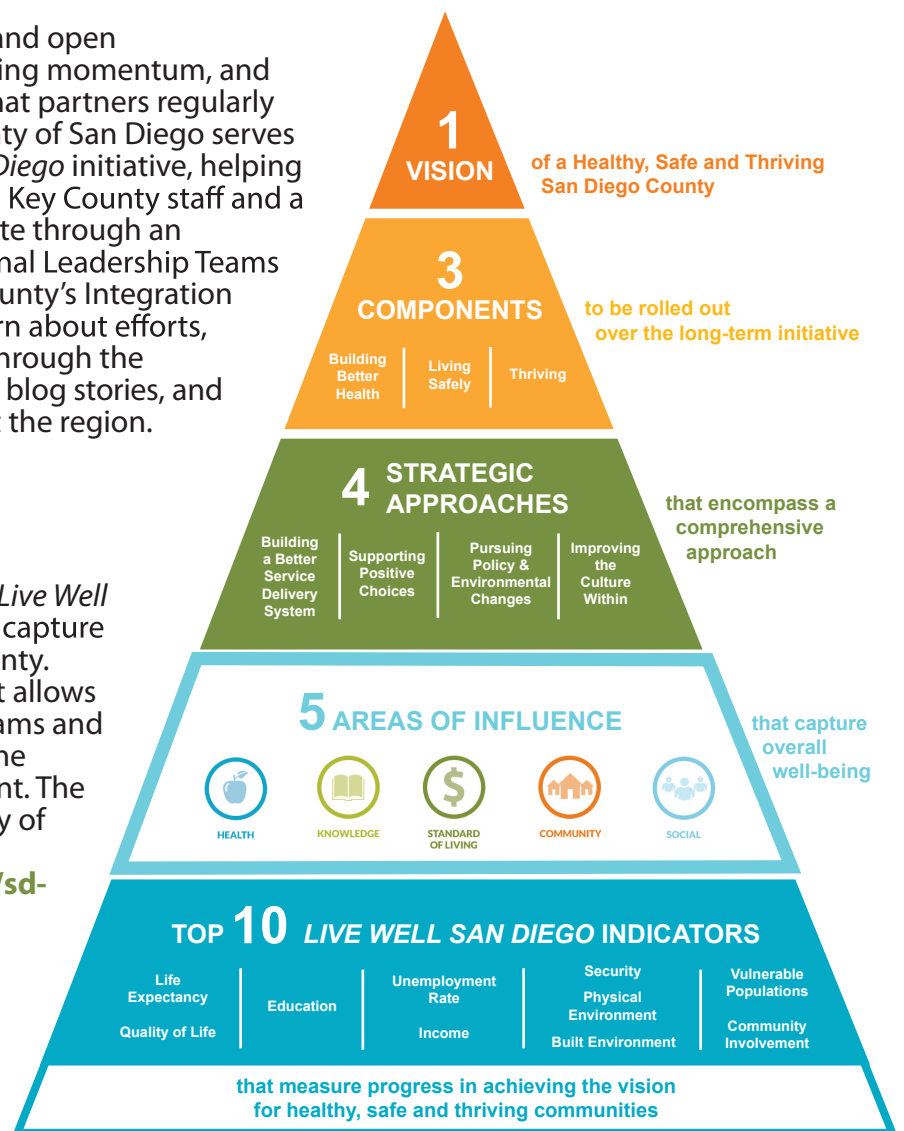 and open
ing momentum, and
hat partners regularly
nty of San Diego serves
Diego initiative, helping
Key County staff and a
te through an
nal Leadership Teams
ounty's Integration
rn about efforts,
hrough the
blog stories, and
t the region.
Live Well
capture
nty.
t allows
ams and
ne
nt. The
y of
/sd-
1
VISION
of a Healthy, Safe and Thriving
San Diego County
3
COMPONENTS
to be rolled out
over the long-term initiative
Building
Better
Health
Living
Safely
Thriving
4 STRATEGIC
APPROACHES
that encompass a
comprehensive
approach
Building
a Better
Service
Delivery
System
Supporting
Positive
Choices
Pursuing
Policy &
Environmental
Changes
Improving
the
Culture
Within
5 AREAS OF INFLUENCE
that capture
overall
well-being
$
HEALTH
KNOWLEDGE
STANDARD
OF LIVING
COMMUNITY
SOCIAL
TOP 10 LIVE WELL SAN DIEGO INDICATORS
Life
Expectancy
Quality of Life
Education
Unemployment
Rate
Income
Security
Physical
Environment
Built Environment
Vulnerable
Populations
Community
Involvement
that measure progress in achieving the vision
for healthy, safe and thriving communities